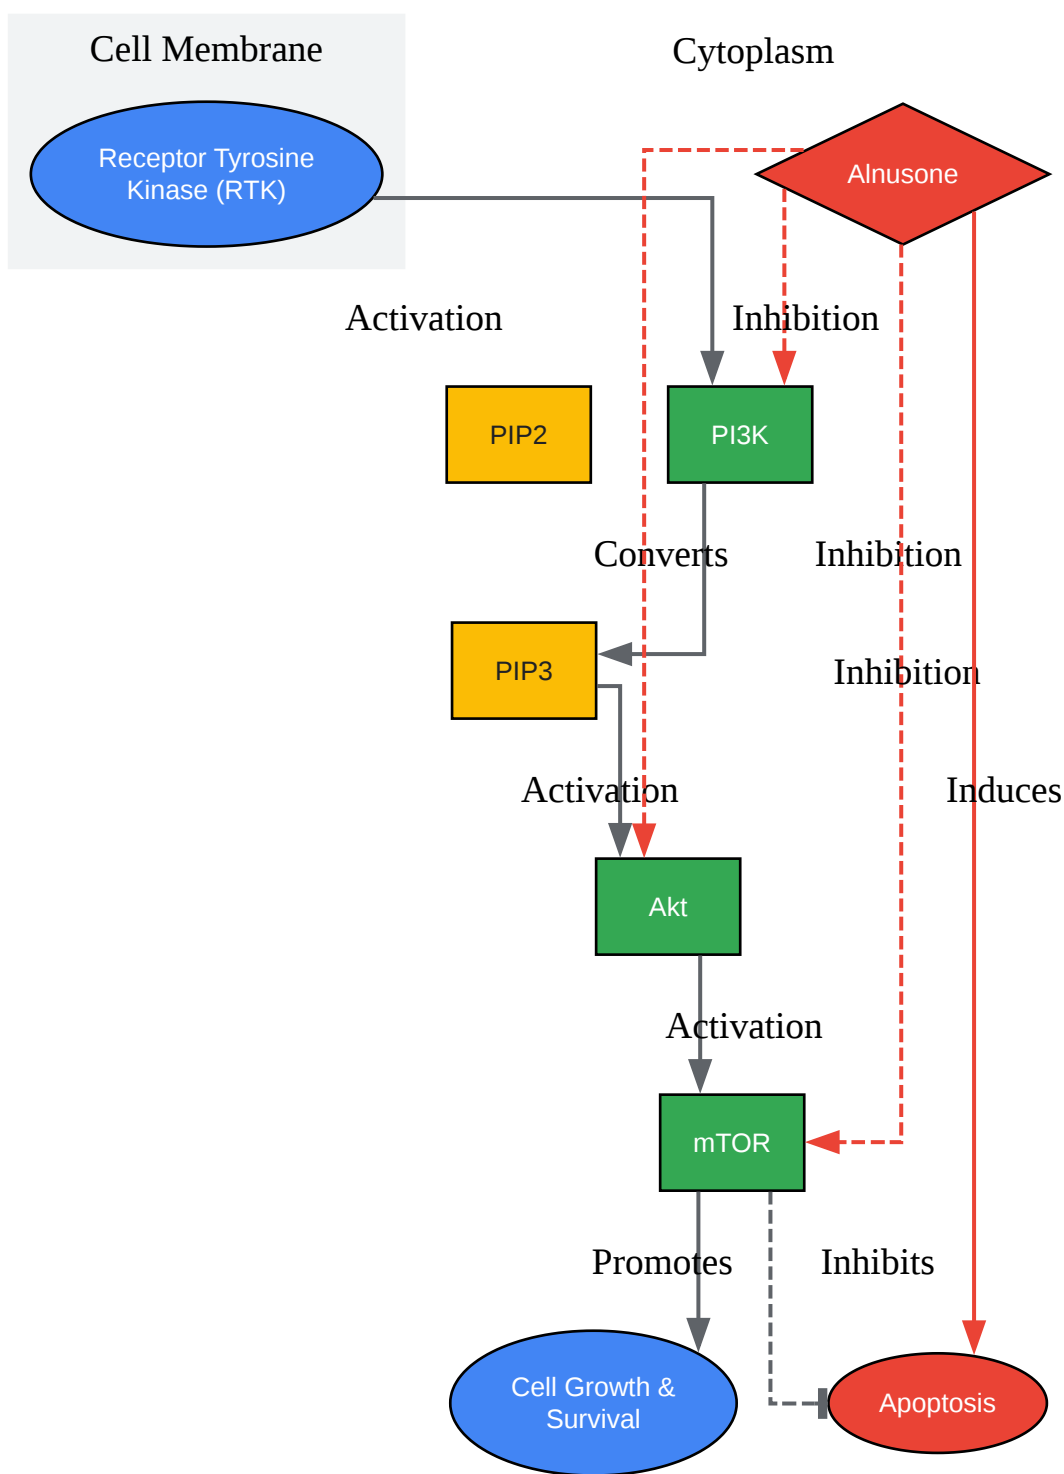 Cell Membrane
Cytoplasm
Receptor Tyrosine
Kinase (RTK)
Alnusone
Activation
Inhibition
PIP2
PI3K
Converts
Inhibition
PIP3
Inhibition
Activation
Induces
Akt
Activation
mTOR
Promotes
Inhibits
Cell Growth &
Survival
Apoptosis